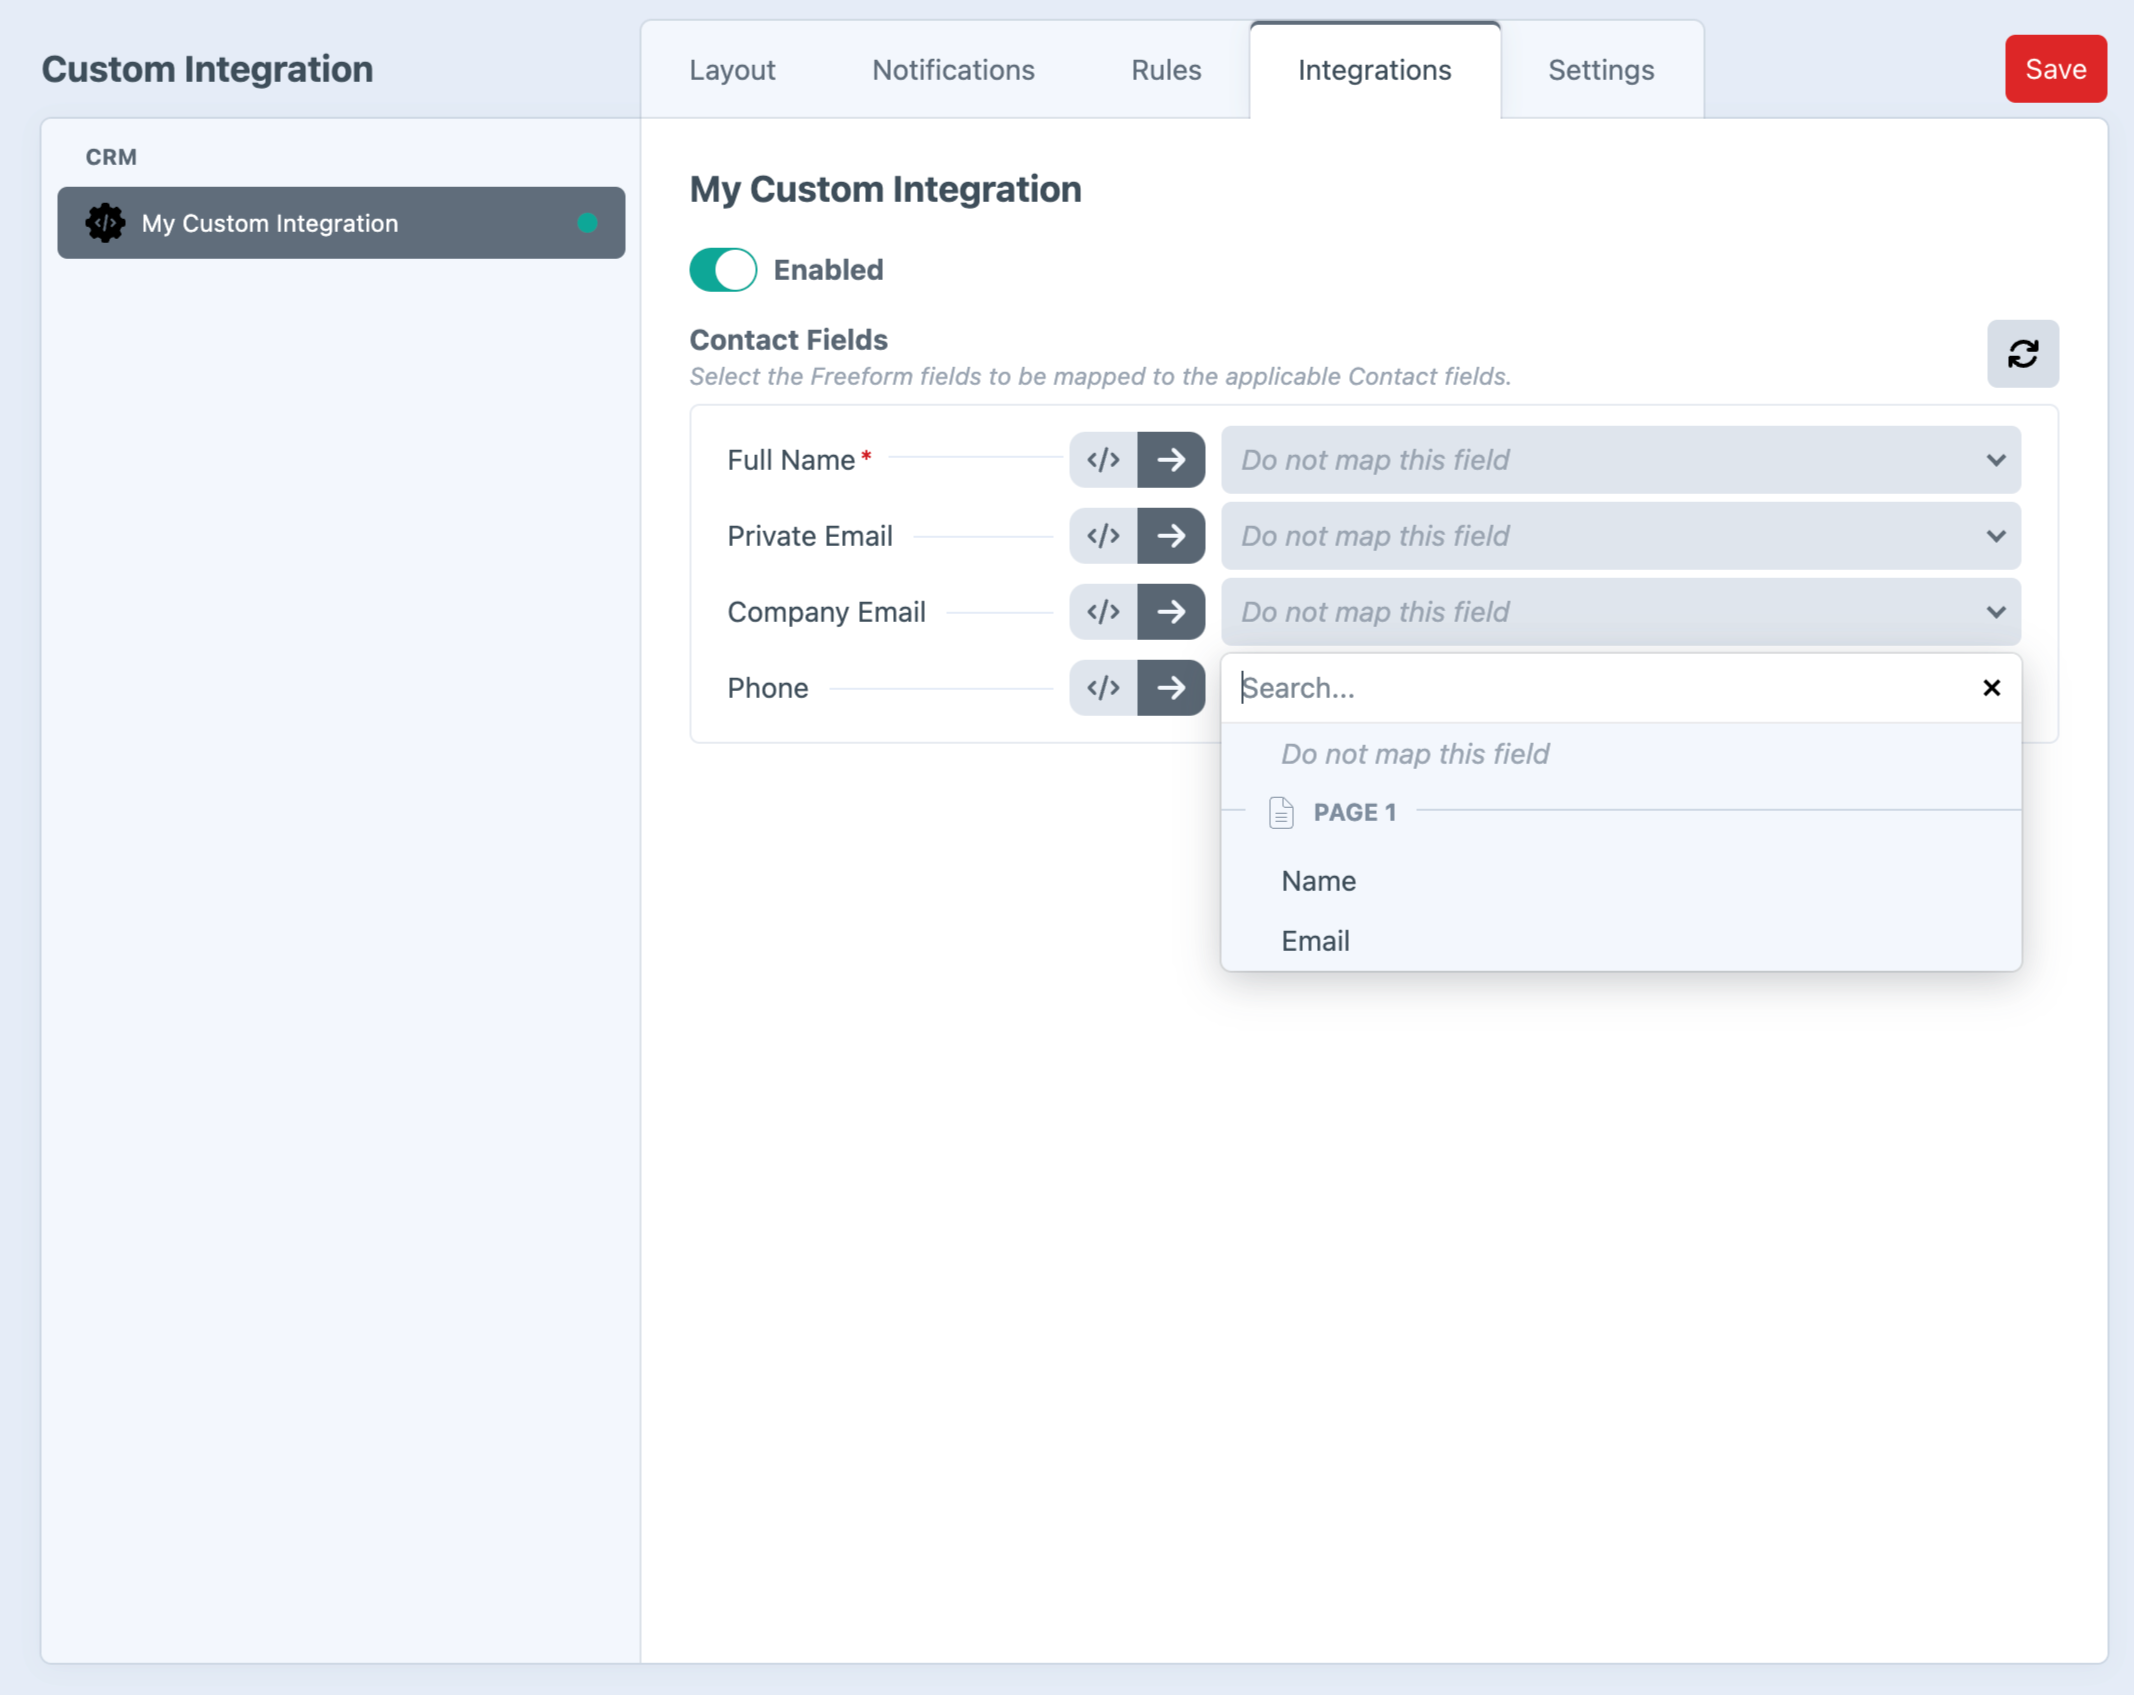 Custom Integration
Layout
Notifications
Rules
Integrations
Settings
Save
CRM
</> My Custom Integration
My Custom Integration
Enabled
Contact Fields
Select the Freeform fields to be mapped to the applicable Contact fields.
Full Name* </> Do not map this field
Private Email </> Do not map this field
Company Email </> Do not map this field
Phone </> Search...
Do not map this field
PAGE 1
Name
Email